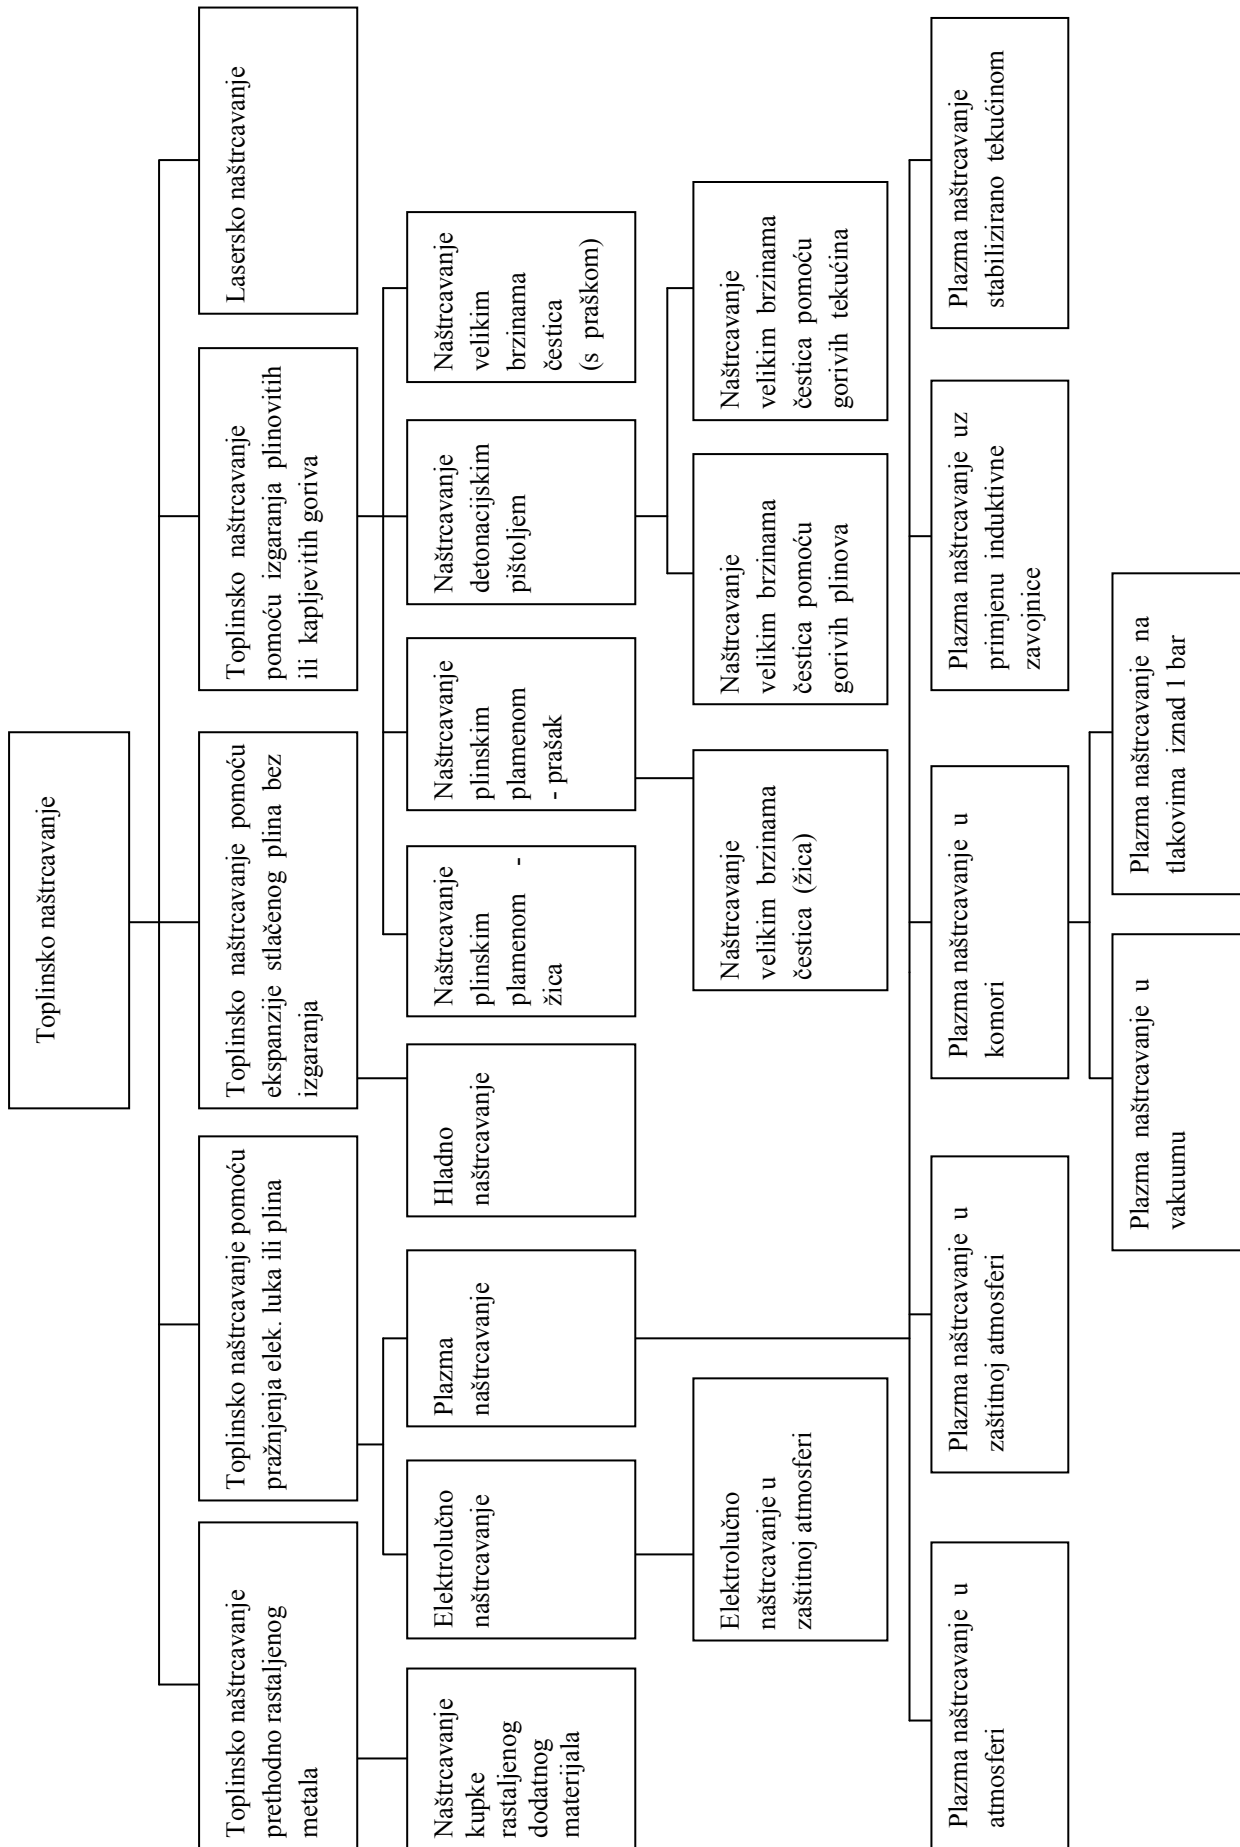 Toplinsko naštrcavanje
Toplinsko naštrcavanje
prethodno rastaljenog
metala
Toplinsko naštrcavanje pomoću
pražnjenja elek. luka ili plina
Toplinsko naštrcavanje pomoću
ekspanzije stlačenog plina bez
izgaranja
Toplinsko naštrcavanje
pomoću izgaranja plinovitih
ili kapljevitih goriva
Lasersko naštrcavanje
Naštrcavanje
kupke
rastaljenog
dodatnog
materijala
Elektrolučno
naštrcavanje
Plazma
naštrcavanje
Hladno
naštrcavanje
Naštrcavanje
plinskim
plamenom -
žica
Naštrcavanje
plinskim
plamenom
- prašak
Naštrcavanje
detonacijskim
pištoljem
Naštrcavanje
velikim
brzinama
čestica
(s praškom)
Elektrolučno
naštrcavanje u
zaštitnoj atmosferi
Naštrcavanje
velikim brzinama
čestica (žica)
Naštrcavanje
velikim brzinama
čestica pomoću
gorivih plinova
Naštrcavanje
velikim brzinama
čestica pomoću
gorivih tekućina
Plazma naštrcavanje u
atmosferi
Plazma naštrcavanje u
zaštitnoj atmosferi
Plazma naštrcavanje u
komori
Plazma naštrcavanje uz
primjenu induktivne
zavojnice
Plazma naštrcavanje
stabilizirano tekućinom
Plazma naštrcavanje u
vakuumu
Plazma naštrcavanje na
tlakovima iznad 1 bar